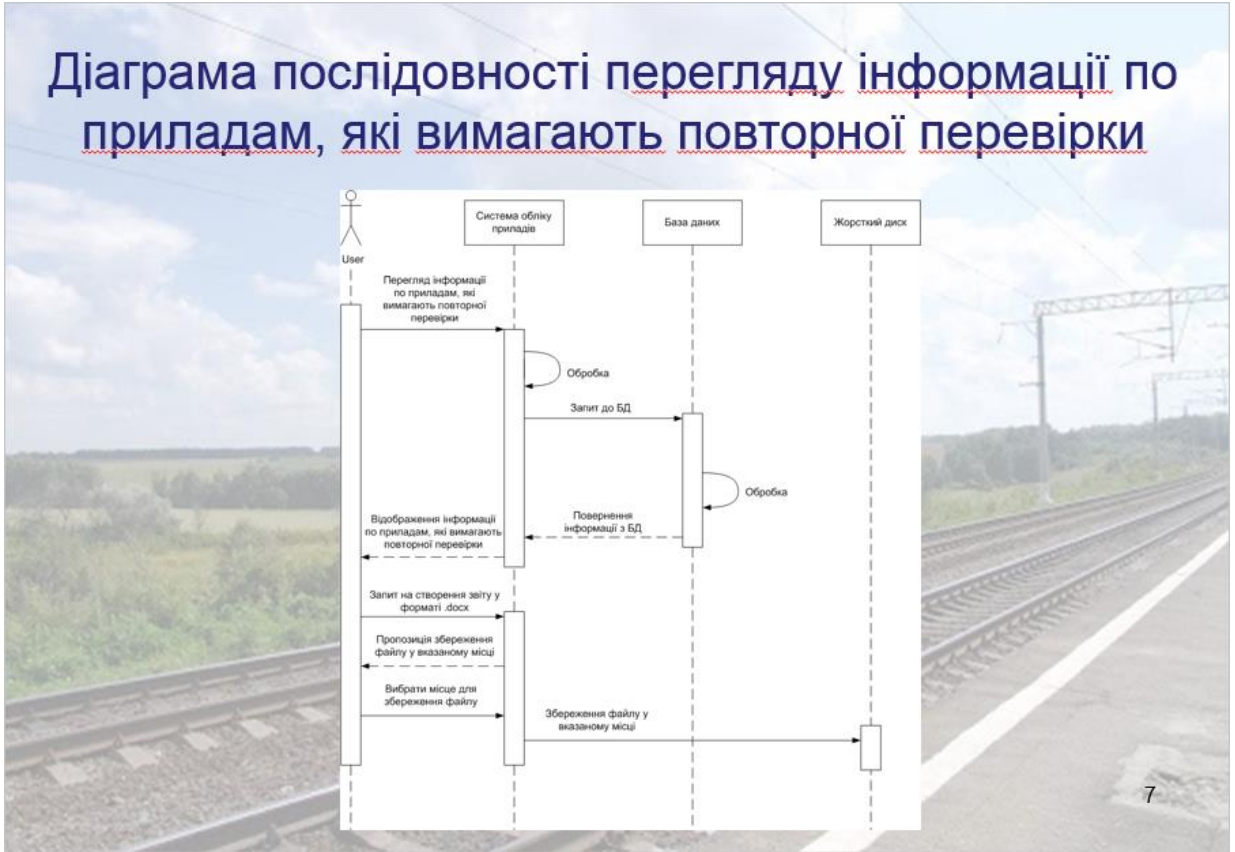 Діаграма послідовності перегляду інформації по
приладам, які вимагають повторної перевірки
Система обліку
приладів
База даних
Жорсткий диск
User
Перегляд інформації
по приладам, які
вимагають повторної
перевірки
Обробка
Запит до БД
Обробка
Повернення
інформації з БД
Відображення інформації
по приладам, які вимагають
повторної перевірки
Запит на створення звіту у
форматі .docx
Пропозиція збереження
файлу у вказаному місці
Вибрати місце для
збереження файлу
Збереження файлу у
вказаному місці
7